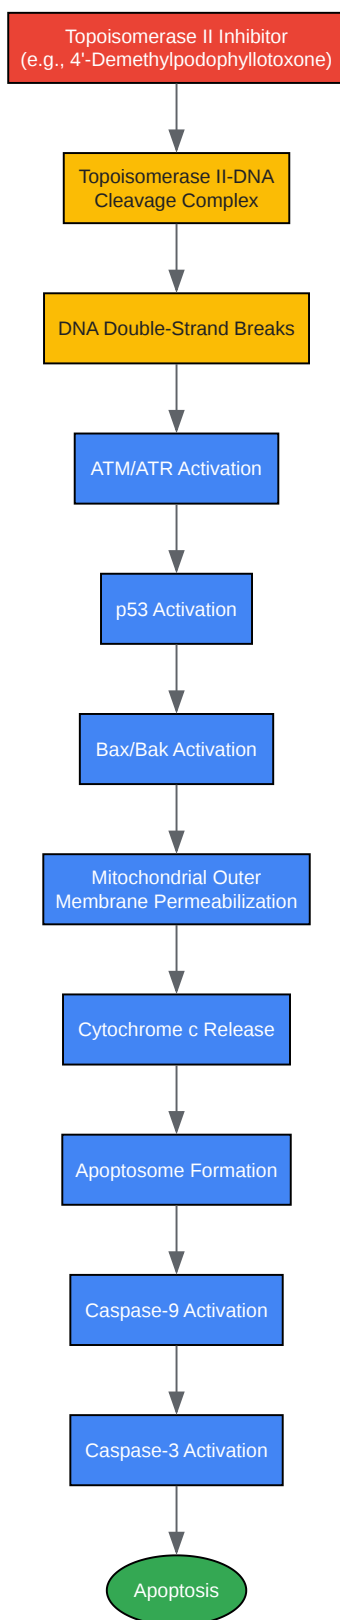 Topoisomerase II Inhibitor
(e.g., 4'-Demethylpodophyllotoxone)
Topoisomerase II-DNA
Cleavage Complex
DNA Double-Strand Breaks
ATM/ATR Activation
p53 Activation
Bax/Bak Activation
Mitochondrial Outer
Membrane Permeabilization
Cytochrome c Release
Apoptosome Formation
Caspase-9 Activation
Caspase-3 Activation
Apoptosis